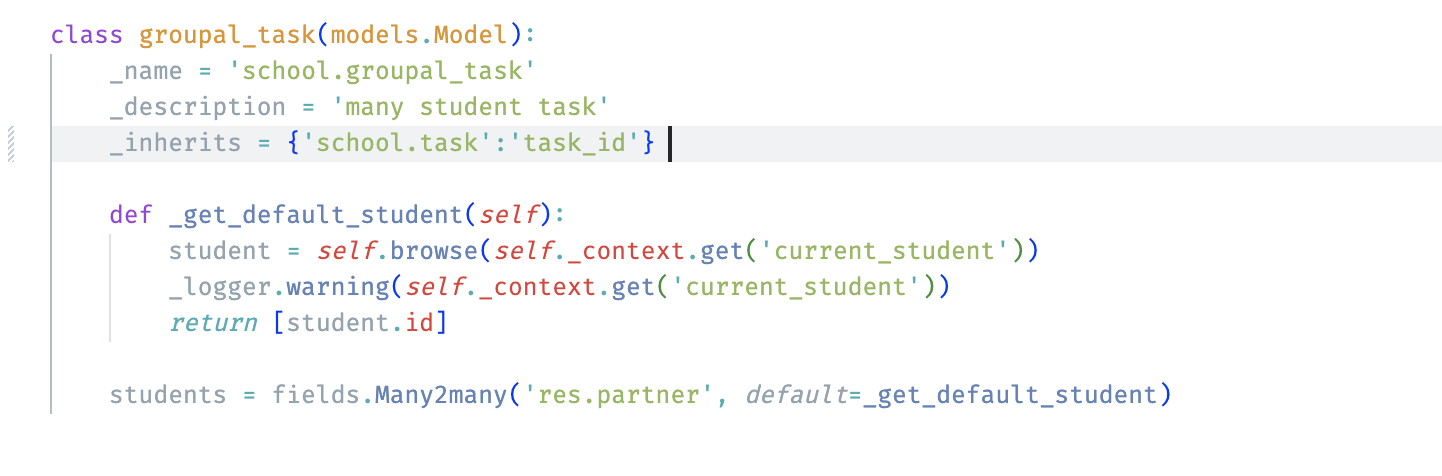 class groupal_task(models.Model):
    _name = 'school.groupal_task'
    _description = 'many student task'
    _inherits = {'school.task':'task_id'}

    def _get_default_student(self):
        student = self.browse(self._context.get('current_student'))
        _logger.warning(self._context.get('current_student'))
        return [student.id]

    students = fields.Many2many('res.partner', default=_get_default_student)